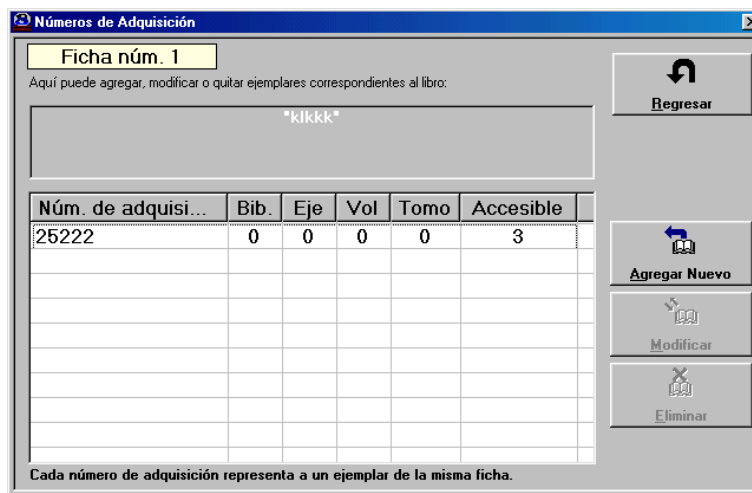 Números de Adquisición
Ficha núm. 1
Aquí puede agregar, modificar o quitar ejemplares correspondientes al libro:
"klkkk"
Regresar
Núm. de adquisi... Bib. Eje Vol Tomo Accesible
25222 0 0 0 0 3
Agregar Nuevo
Modificar
Eliminar
Cada número de adquisición representa a un ejemplar de la misma ficha.